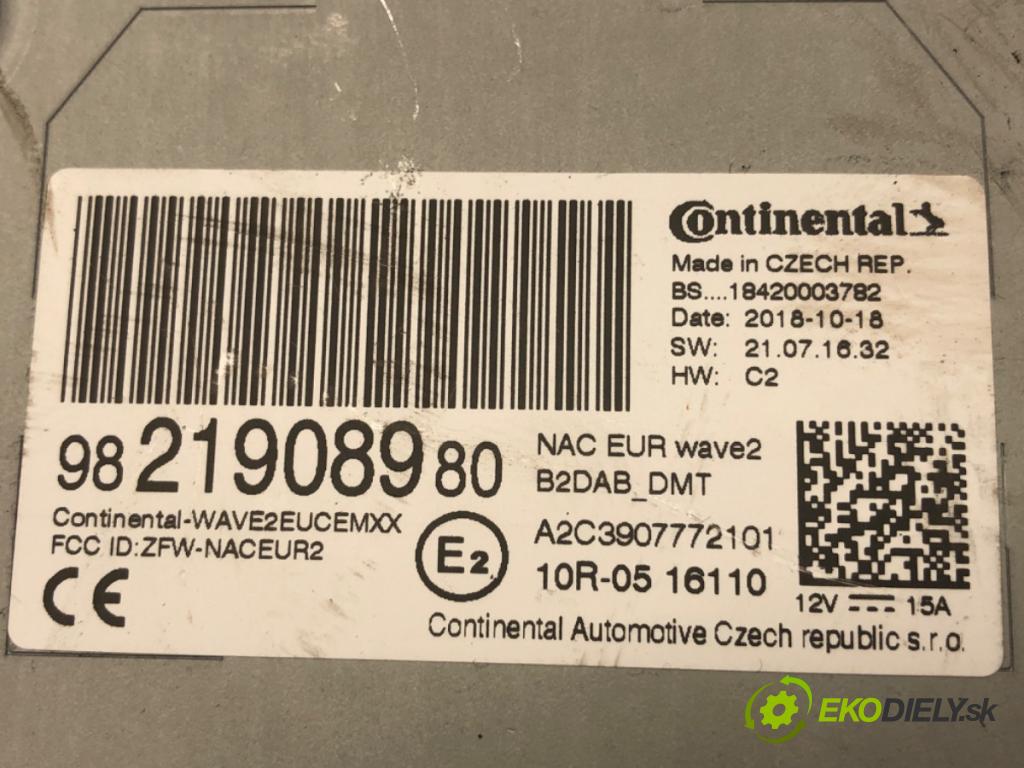 Continental
Made in CZECH REP.
BS....18420003782
Date: 2018-10-18
SW: 21.07.16.32
HW: C2
98 219089 80
NAC EUR wave2
B2DAB_DMT
Continental-WAVE2EUCEMXX
FCC ID:ZFW-NACEUR2
CE
E2
A2C3907772101
10R-05 16110
12V 15A
Continental Automotive Czech republic s.r.o.
EKODIELY.sk